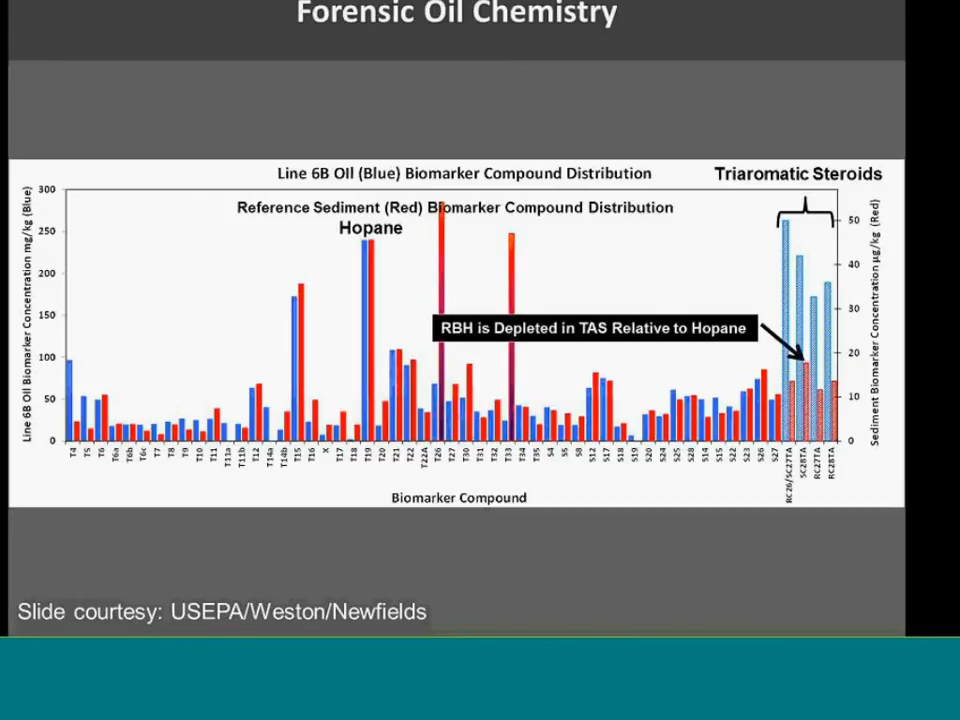 Forensic Oil Chemistry
Line 6B OIl (Blue) Biomarker Compound Distribution
Triaromatic Steroids
Reference Sediment (Red) Biomarker Compound Distribution
Hopane
RBH is Depleted in TAS Relative to Hopane
Line 6B Oil Biomarker Concentration mg/kg (Blue)
300
250
200
150
100
50
0
Sediment Biomarker Concentration µg/kg (Red)
50
40
30
20
10
0
T4 T5 T6 T6a T6b T6c T7 T8 T9 T10 T11 T11a T11b T12 T14a T14b T15 T16 X T17 T18 T19 T20 T21 T22 T22A T26 T27 T30 T31 T32 T33 T34 T35 S4 S5 S8 S12 S17 S18 S19 S20 S24 S25 S28 S14 S15 S22 S23 S26 S27 RC26/SC27TA SC28TA RC27TA RC28TA
Biomarker Compound
Slide courtesy: USEPA/Weston/Newfields